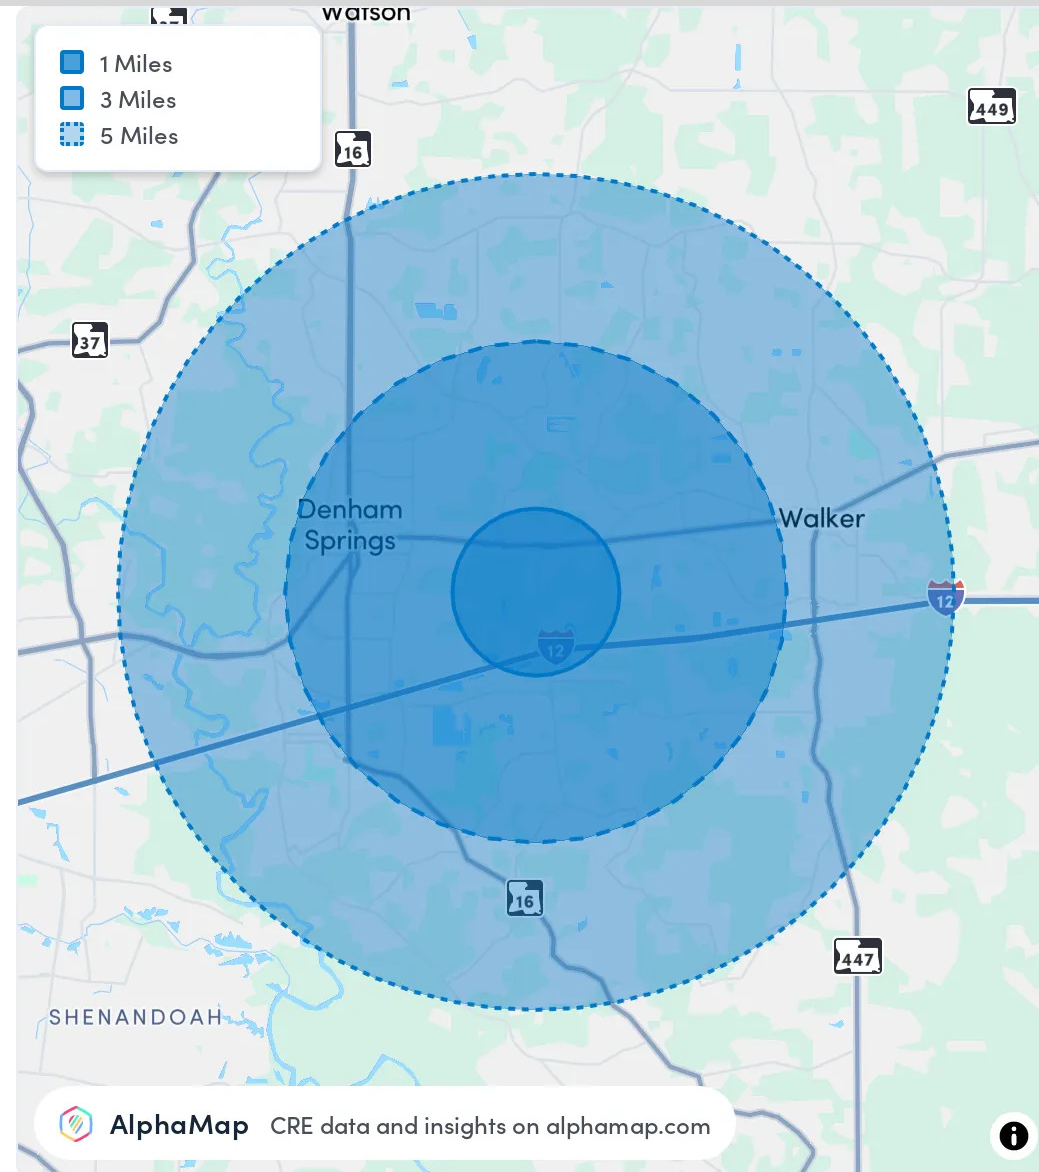 Watson
1 Miles
3 Miles
5 Miles
449
16
37
Denham
Springs
Walker
12
12
16
447
SHENANDOAH
AlphaMap CRE data and insights on alphamap.com